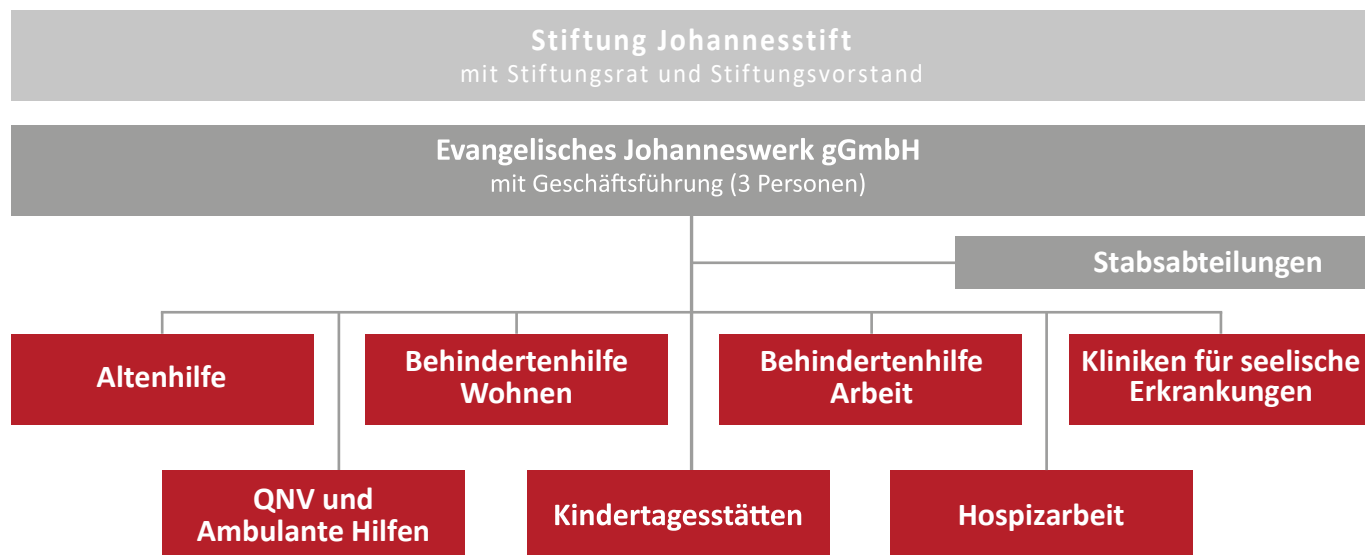 Stiftung Johannesstift
mit Stiftungsrat und Stiftungsvorstand
Evangelisches Johanneswerk gGmbH
mit Geschäftsführung (3 Personen)
Stabsabteilungen
Altenhilfe
Behindertenhilfe
Wohnen
Behindertenhilfe
Arbeit
Kliniken für seelische
Erkrankungen
QNV und
Ambulante Hilfen
Kindertagesstätten
Hospizarbeit